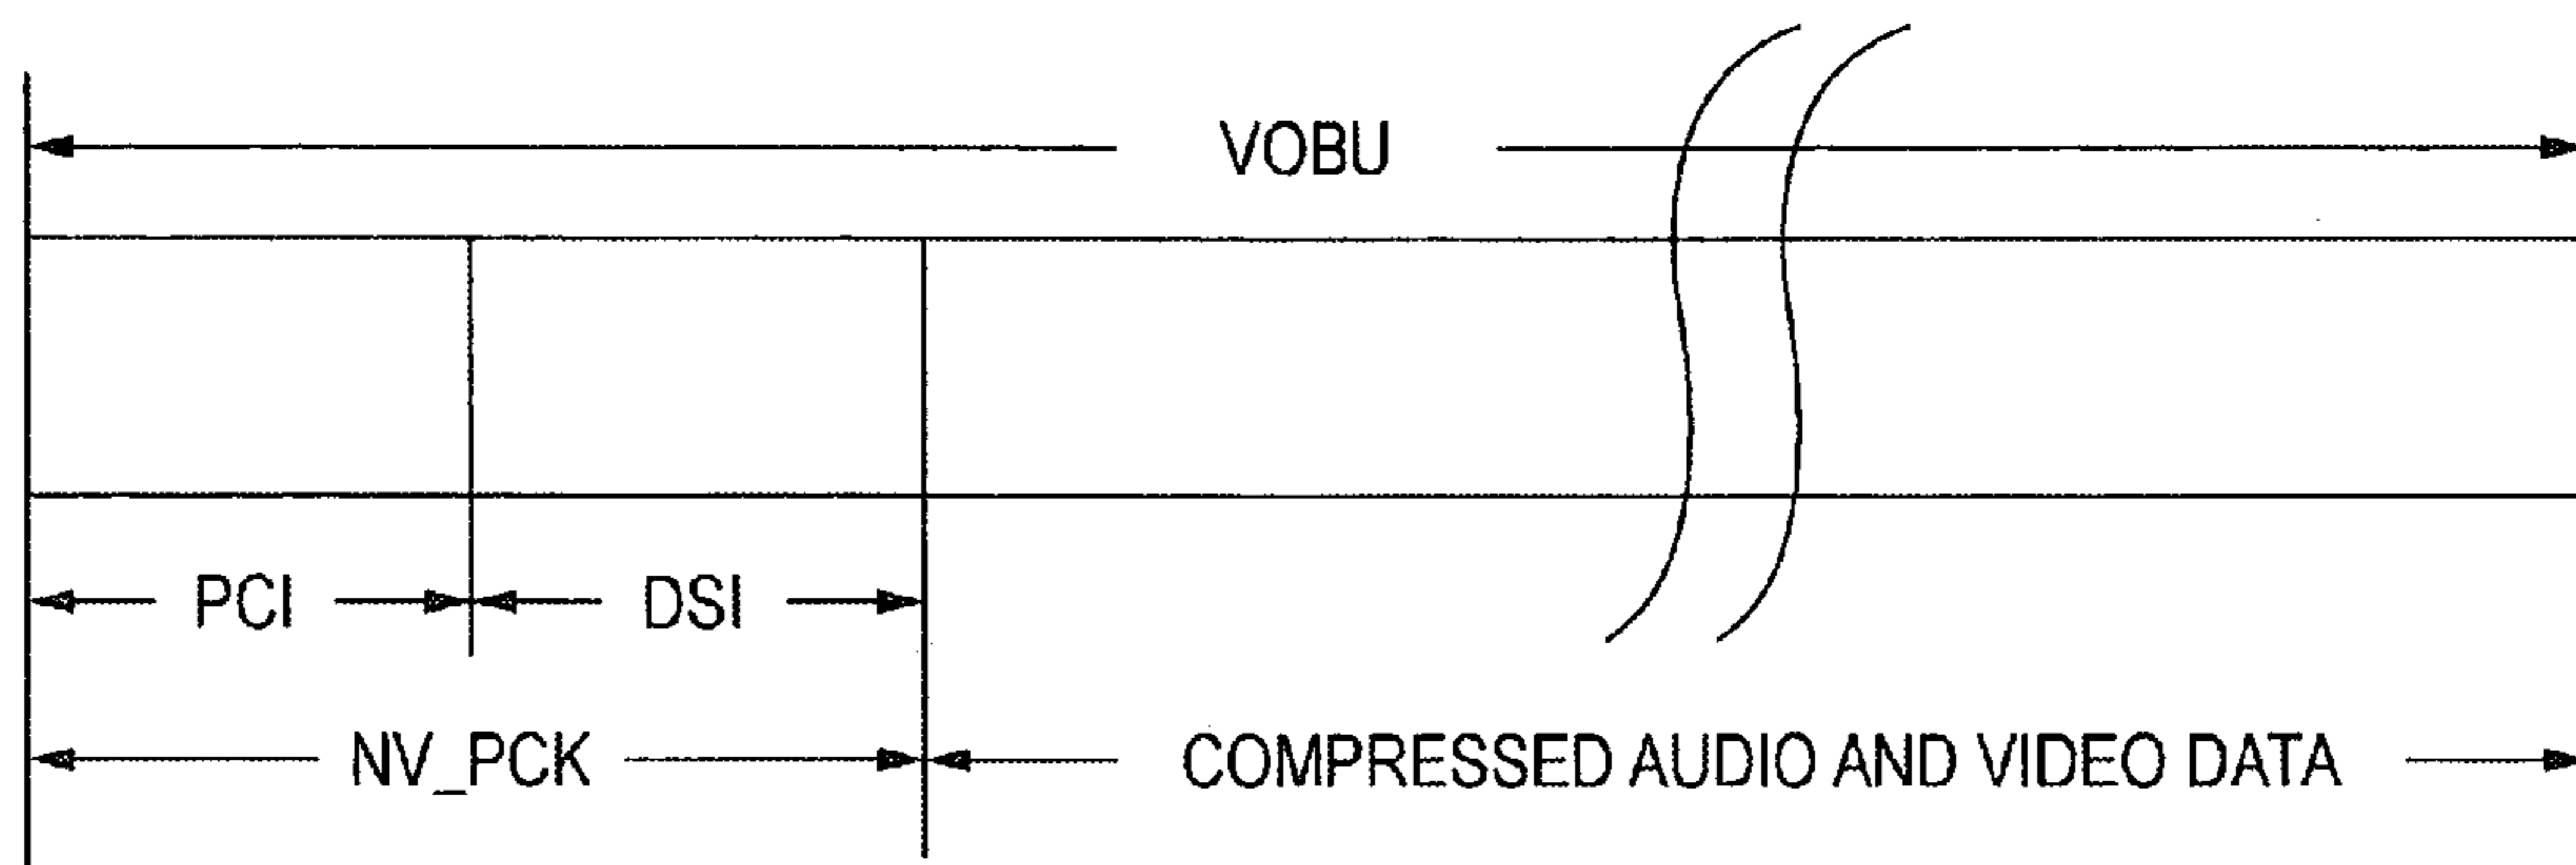 VOBU
PCI DSI
NV_PCK COMPRESSED AUDIO AND VIDEO DATA